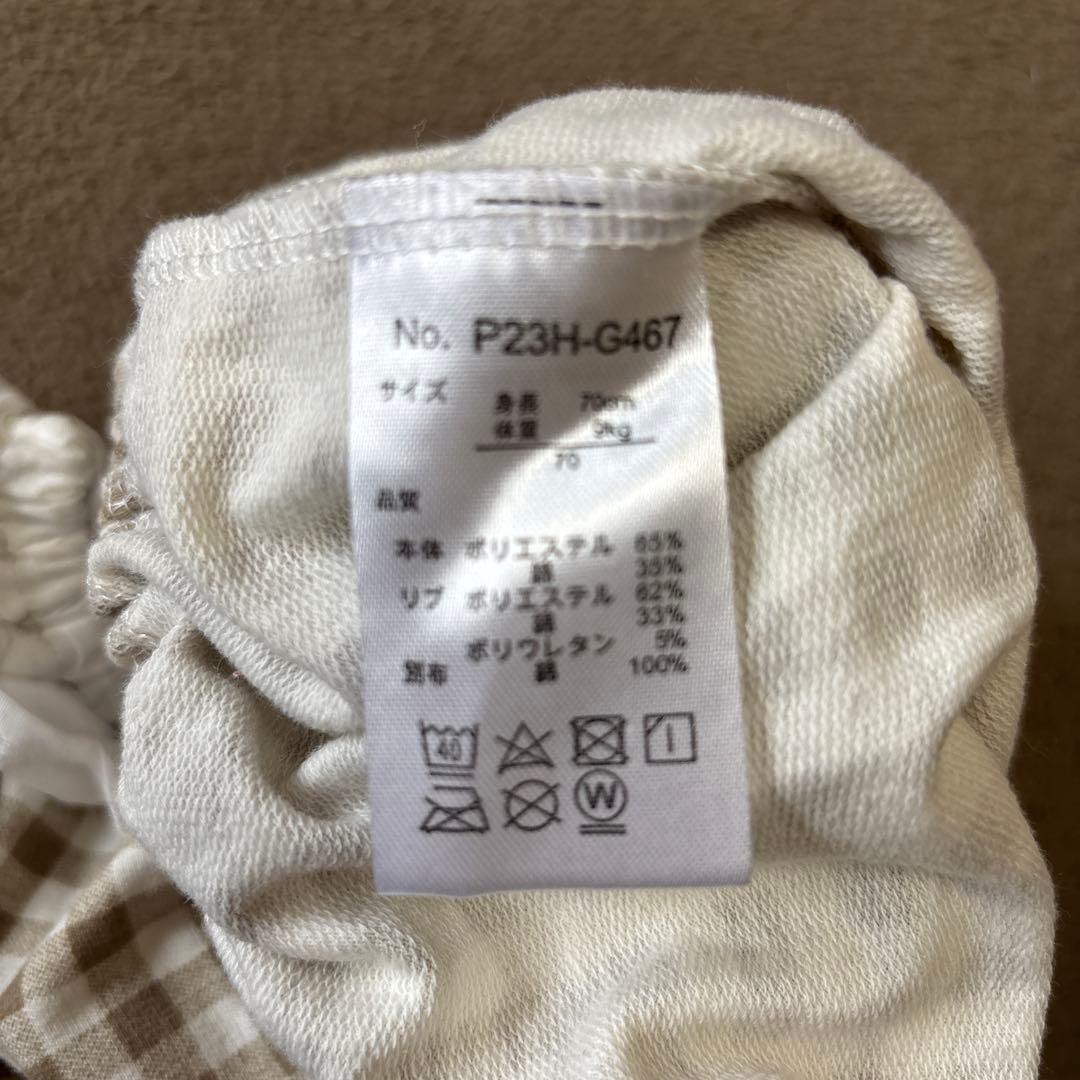 No. P23H-G467
サイズ 身長 70cm
体重 9kg
70
品質
本体 ポリエステル 65%
綿 35%
リブ ポリエステル 62%
綿 33%
ポリウレタン 5%
別布 綿 100%
40
W